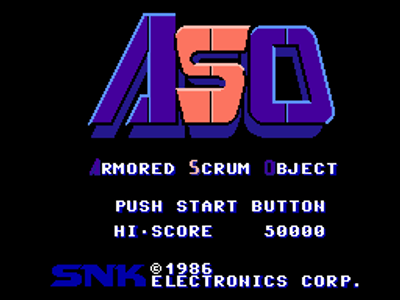 ASO
ARMORED SCRUM OBJECT
PUSH START BUTTON
HI·SCORE 50000
SNK ©1986
ELECTRONICS CORP.